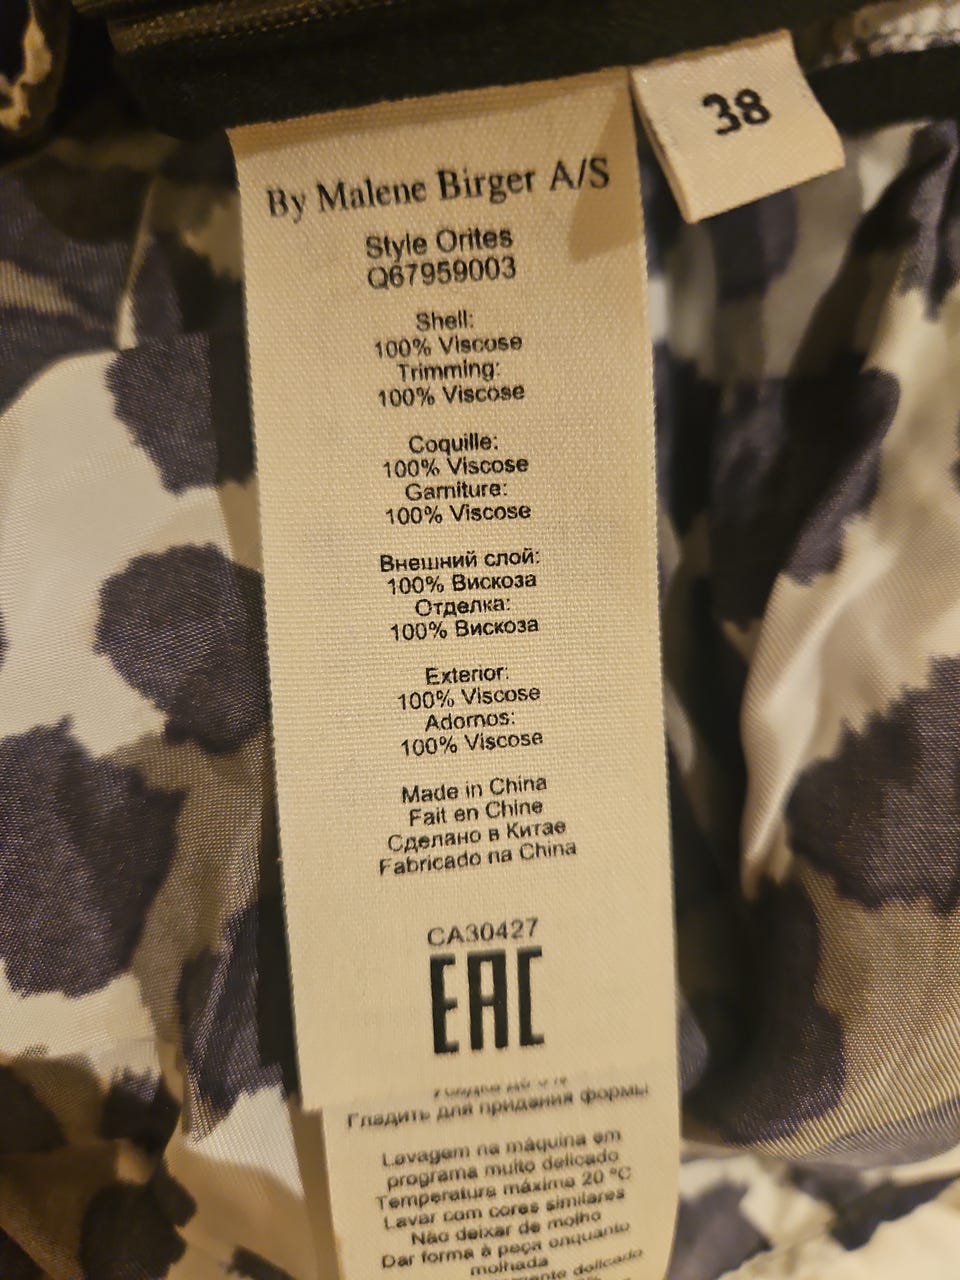 38
By Malene Birger A/S
Style Orites
Q67959003
Shell:
100% Viscose
Trimming:
100% Viscose
Coquille:
100% Viscose
Garniture:
100% Viscose
Внешний слой:
100% Вискоза
Отделка:
100% Вискоза
Exterior:
100% Viscose
Adornos:
100% Viscose
Made in China
Fait en Chine
Сделано в Китае
Fabricado na China
CA30427
EAC
Гладить для придания формы
Lavagem na máquina em
programa muito delicado
Temperatura máxima 20 °C
Lavar com cores similares
Não deixar de molho
Dar forma à peça enquanto
molhada
delicado